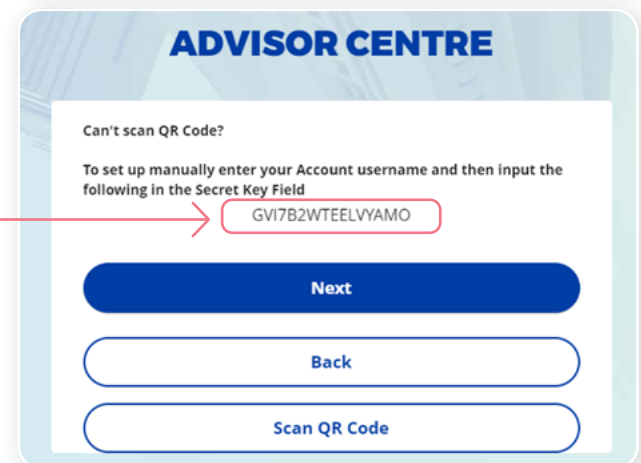 ADVISOR CENTRE
Can't scan QR Code?
To set up manually enter your Account username and then input the
following in the Secret Key Field
GVI7B2WTEELVYAMO
Next
Back
Scan QR Code